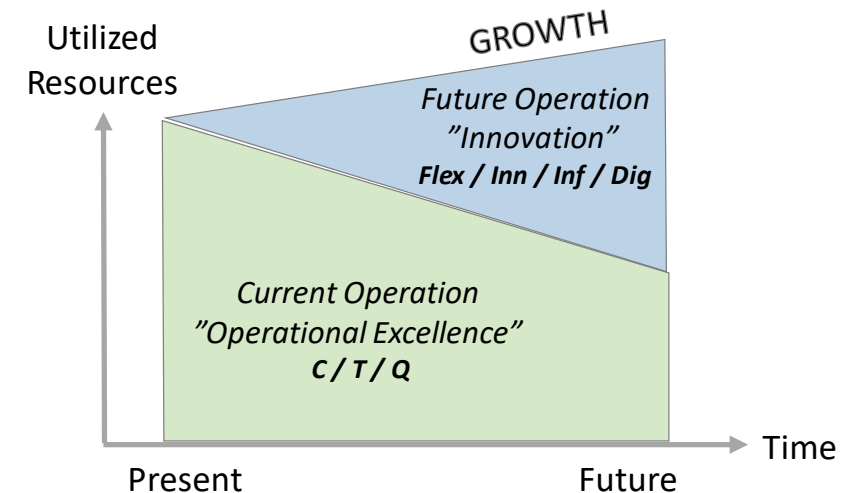 Utilized
Resources
GROWTH
Future Operation
”Innovation”
Flex / Inn / Inf / Dig
Current Operation
”Operational Excellence”
C / T / Q
Time
Present
Future